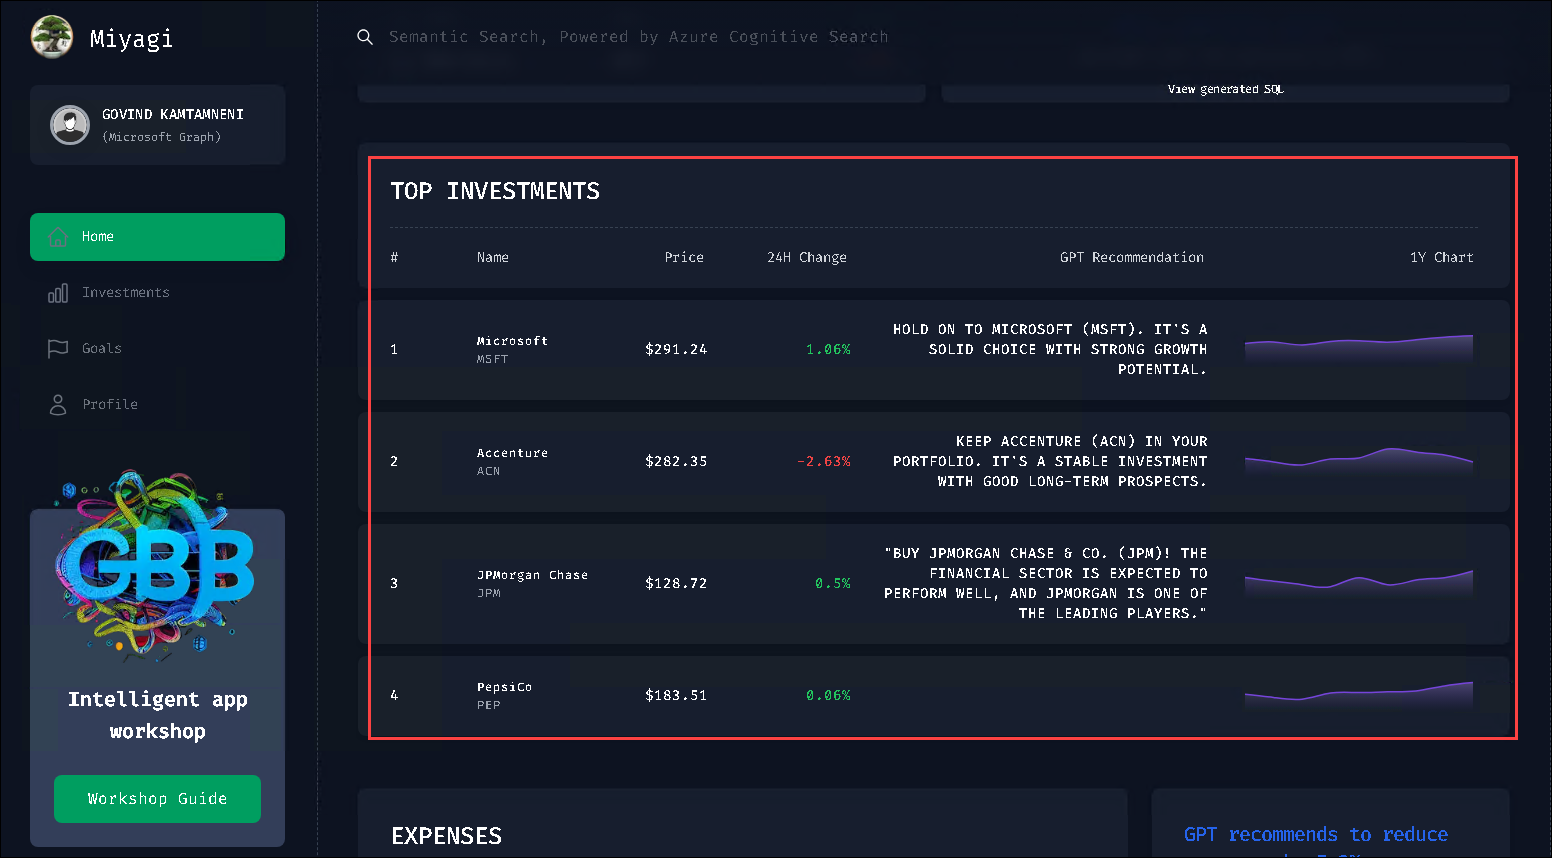 Miyagi
Semantic Search, Powered by Azure Cognitive Search
View generated SQL
GOVIND KAMTAMNENI
(Microsoft Graph)
Home
Investments
Goals
Profile
GBB
Intelligent app
workshop
Workshop Guide
TOP INVESTMENTS
# Name Price 24H Change GPT Recommendation 1Y Chart
1 Microsoft MSFT $291.24 1.06% HOLD ON TO MICROSOFT (MSFT). IT'S A
SOLID CHOICE WITH STRONG GROWTH
POTENTIAL.
2 Accenture ACN $282.35 -2.63% KEEP ACCENTURE (ACN) IN YOUR
PORTFOLIO. IT'S A STABLE INVESTMENT
WITH GOOD LONG-TERM PROSPECTS.
3 JPMorgan Chase JPM $128.72 0.5% "BUY JPMORGAN CHASE & CO. (JPM)! THE
FINANCIAL SECTOR IS EXPECTED TO
PERFORM WELL, AND JPMORGAN IS ONE OF
THE LEADING PLAYERS."
4 PepsiCo PEP $183.51 0.06%
EXPENSES
GPT recommends to reduce